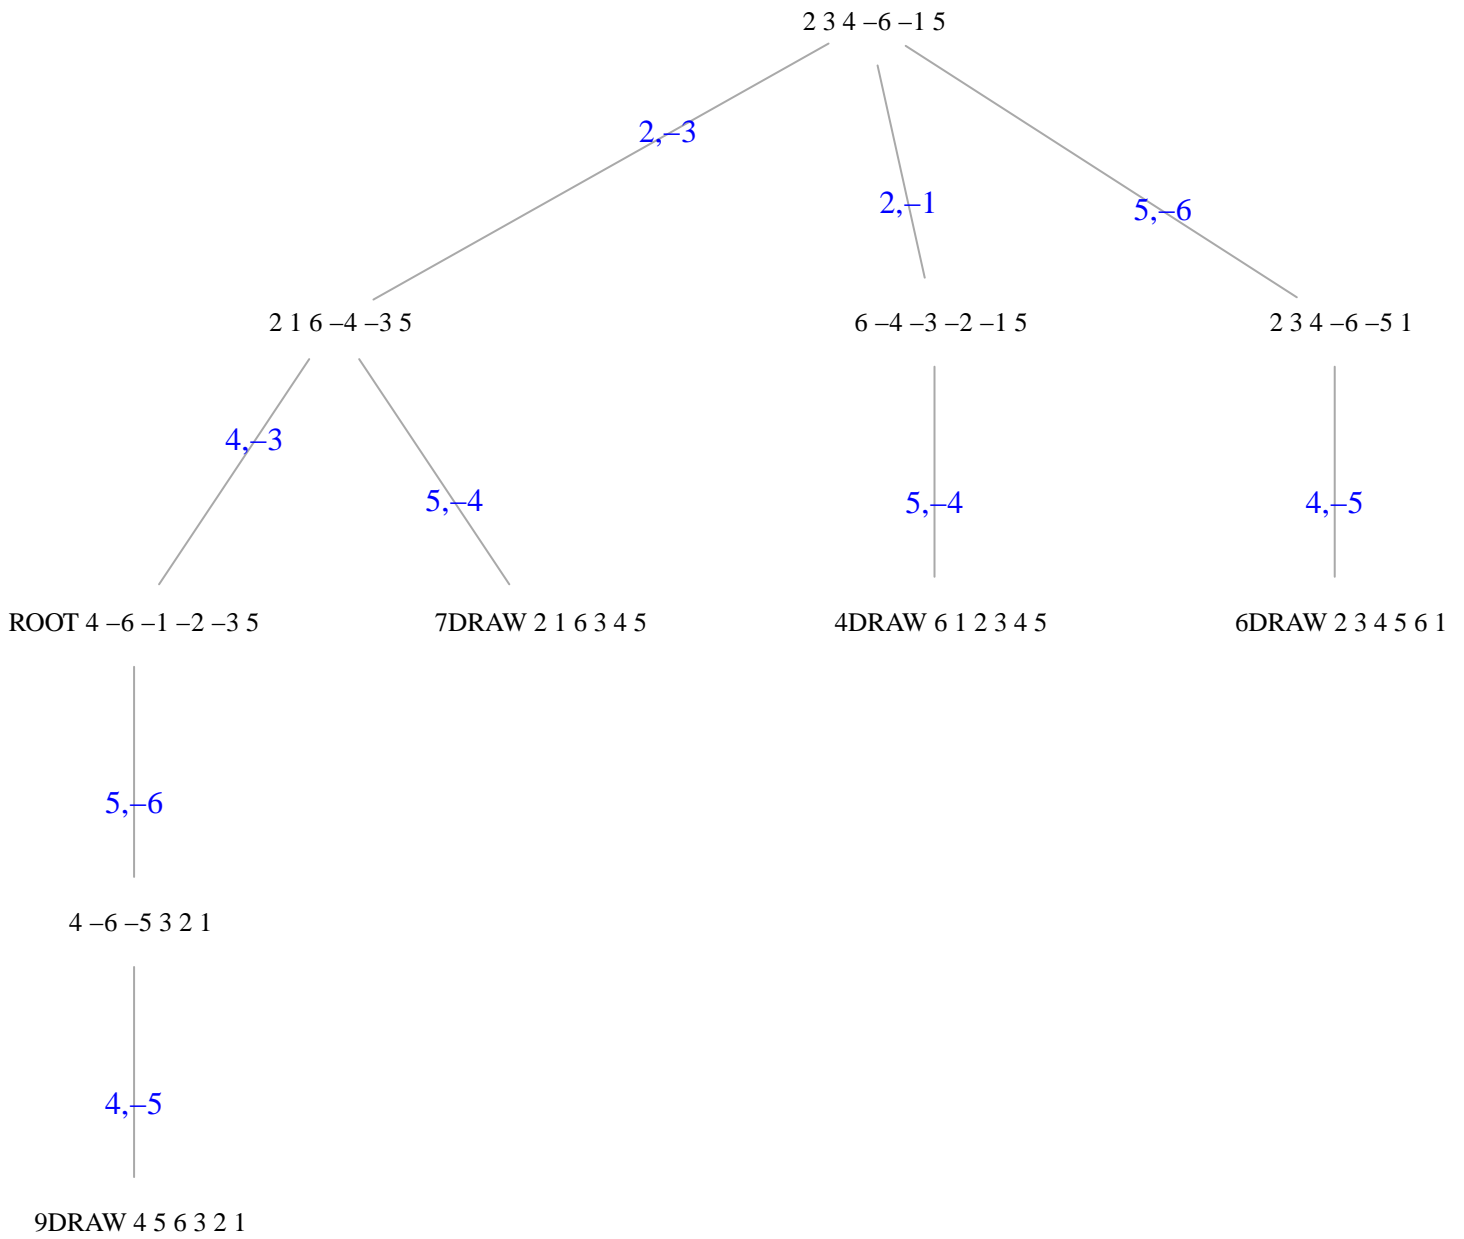 2 3 4 –6 –1 5
2,–3
2,–1
5,–6
2 1 6 –4 –3 5
6 –4 –3 –2 –1 5
2 3 4 –6 –5 1
4,–3
5,–4
5,–4
4,–5
ROOT 4 –6 –1 –2 –3 5
7DRAW 2 1 6 3 4 5
4DRAW 6 1 2 3 4 5
6DRAW 2 3 4 5 6 1
5,–6
4 –6 –5 3 2 1
4,–5
9DRAW 4 5 6 3 2 1